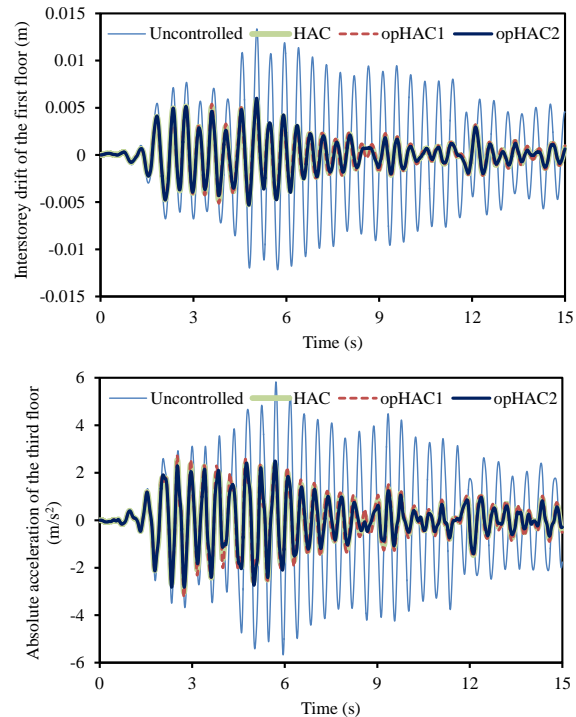 0.015
Uncontrolled HAC opHAC1 opHAC2
0.01
0.005
0
-0.005
-0.01
-0.015
Interstorey drift of the first floor (m)
0 3 6 9 12 15
Time (s)
6
Uncontrolled HAC opHAC1 opHAC2
4
2
0
-2
-4
-6
Absolute acceleration of the third floor
(m/s²)
0 3 6 9 12 15
Time (s)